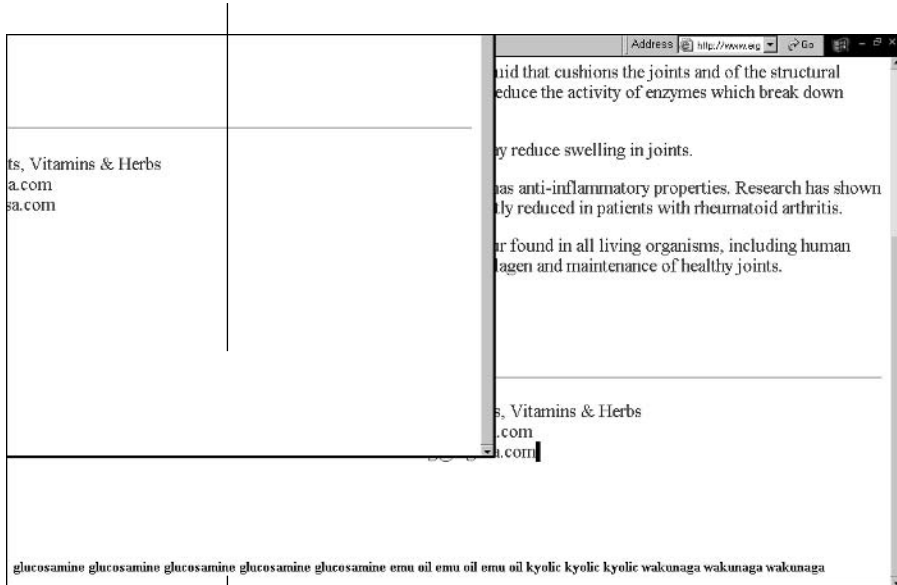 Address http://www.erg Go
uid that cushions the joints and of the structural
educe the activity of enzymes which break down
ay reduce swelling in joints.
has anti-inflammatory properties. Research has shown
tly reduced in patients with rheumatoid arthritis.
ur found in all living organisms, including human
lagen and maintenance of healthy joints.
ts, Vitamins & Herbs
a.com
sa.com
s, Vitamins & Herbs
.com
a.com
glucosamine glucosamine glucosamine glucosamine glucosamine emu oil emu oil emu oil kyolic kyolic kyolic wakunaga wakunaga wakunaga